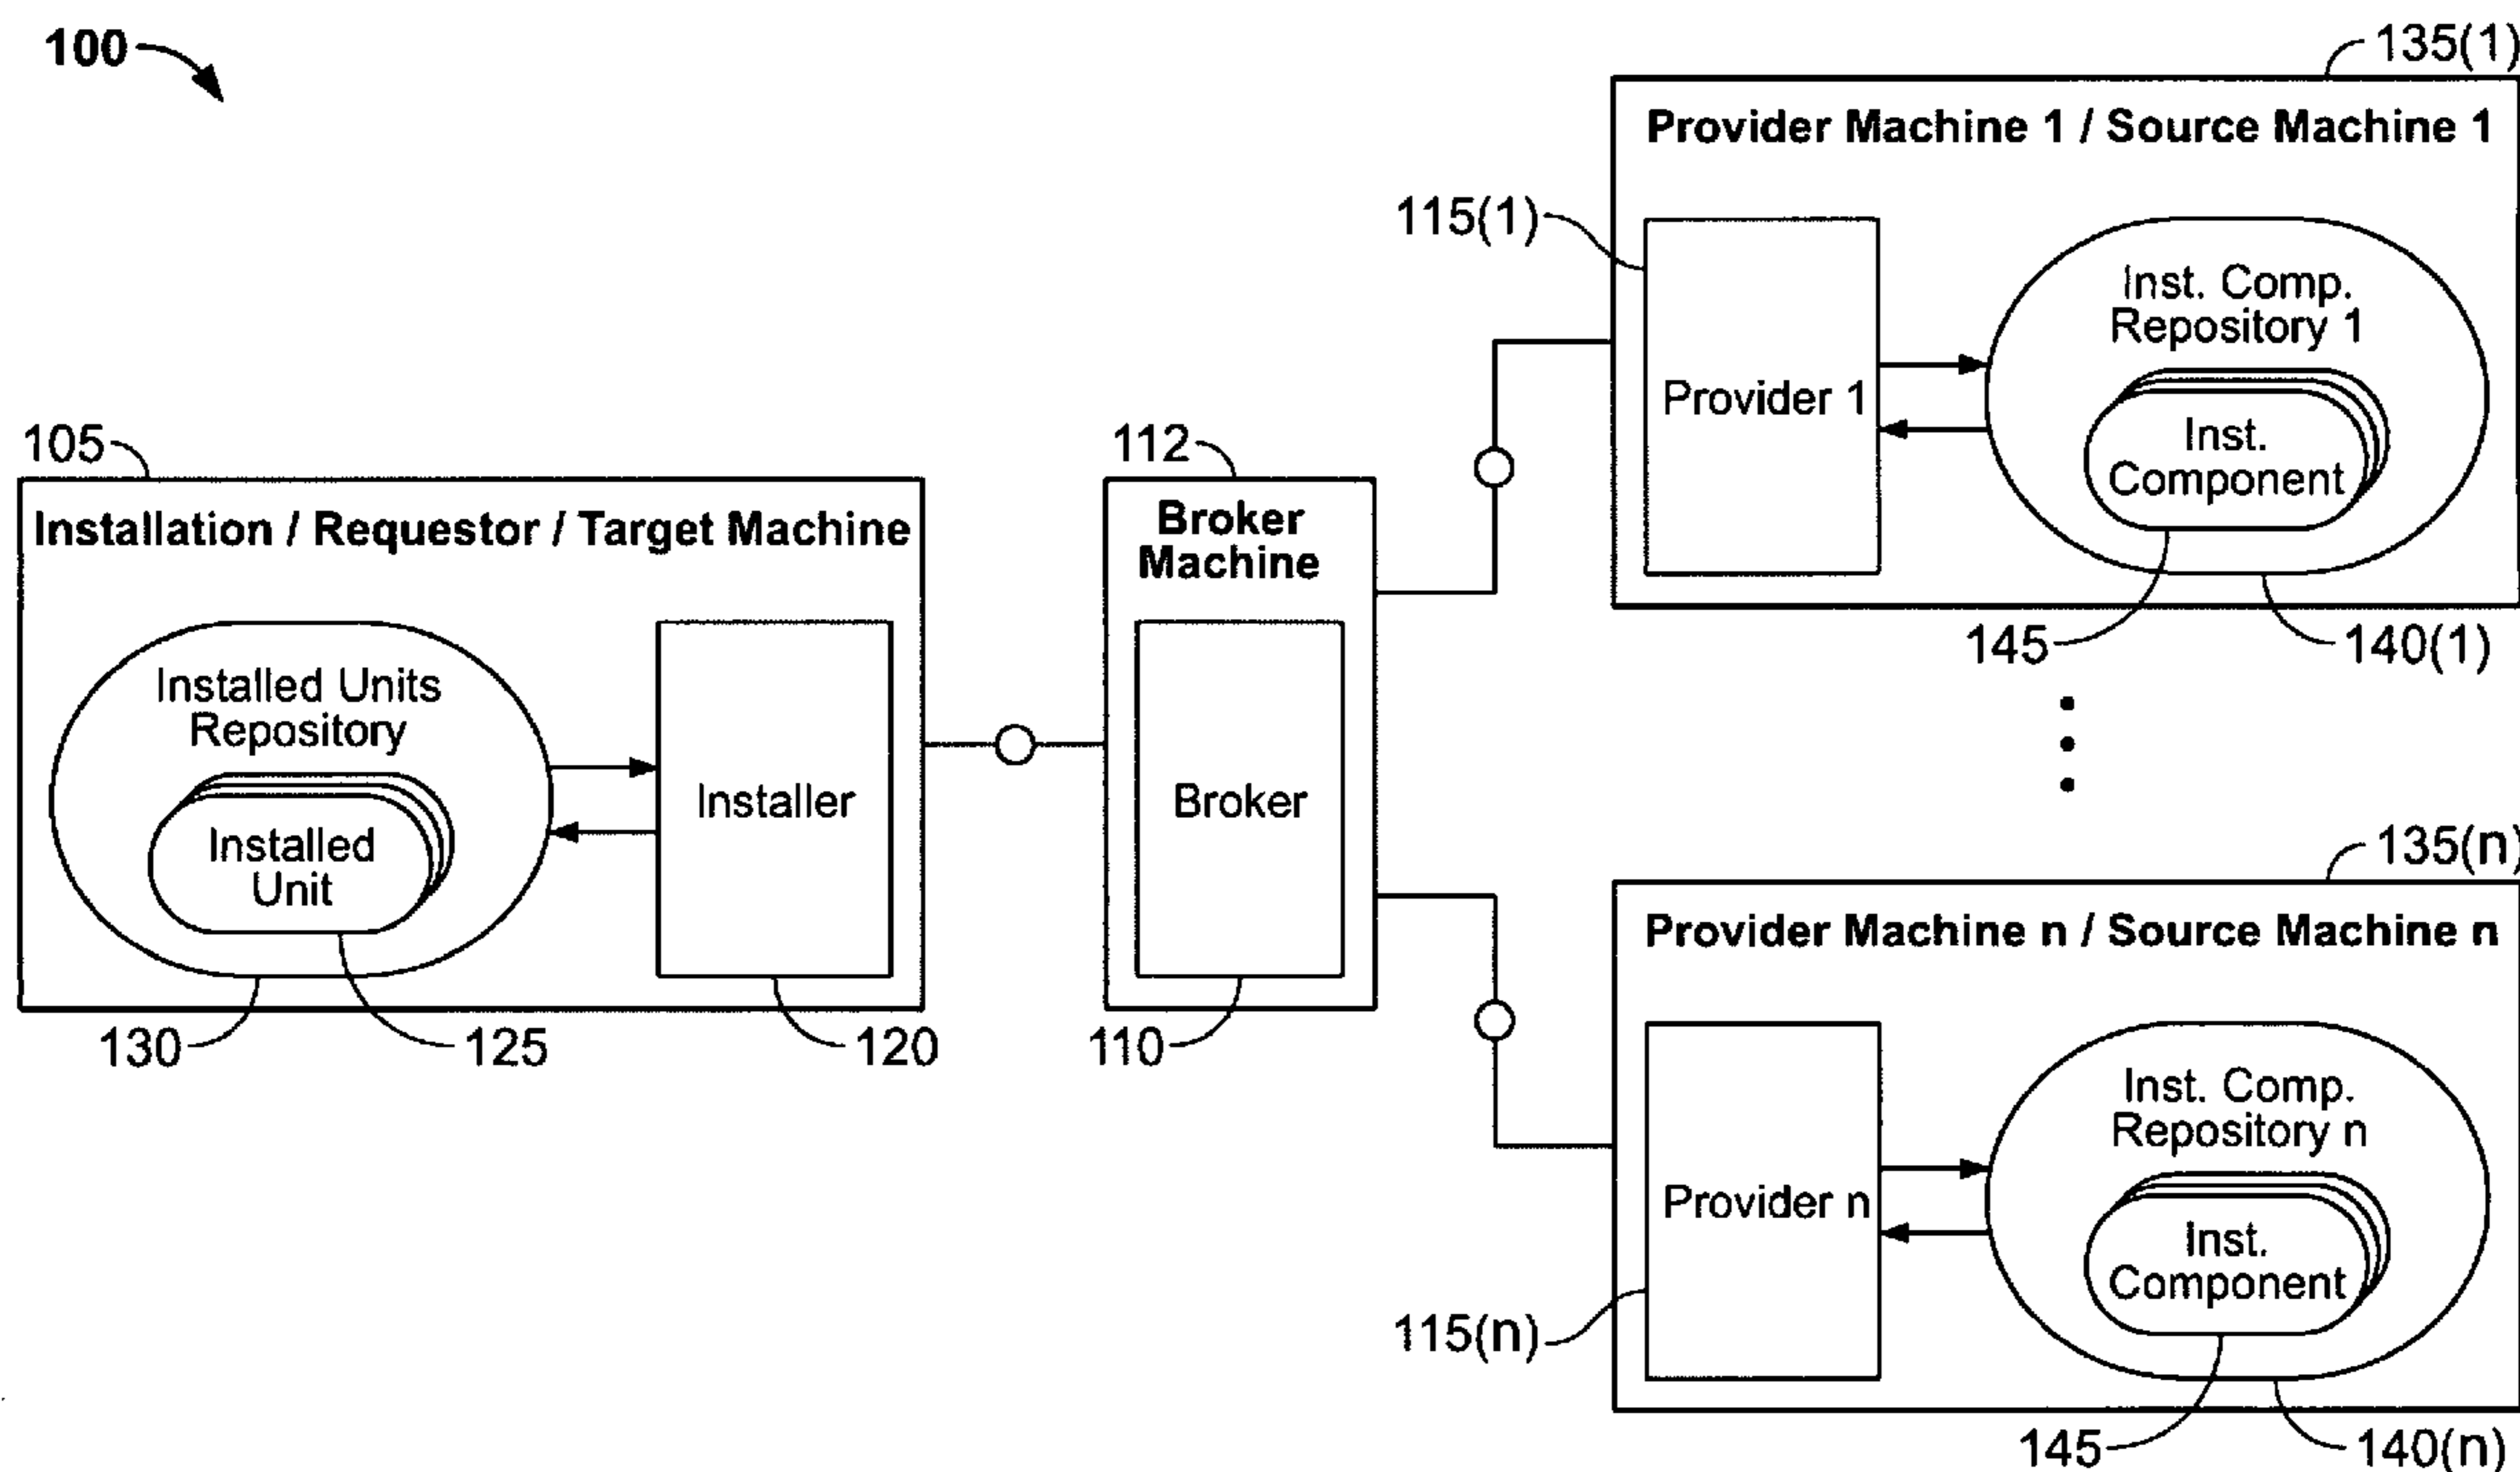 100
135(1)
Provider Machine 1 / Source Machine 1
115(1)
Inst. Comp.
Repository 1
Provider 1
Inst.
Component
145
140(1)
105
Installation / Requestor / Target Machine
Installed Units
Repository
Installed
Unit
Installer
130
125
120
112
Broker
Machine
Broker
110
135(n)
Provider Machine n / Source Machine n
Inst. Comp.
Repository n
Provider n
Inst.
Component
115(n)
145
140(n)